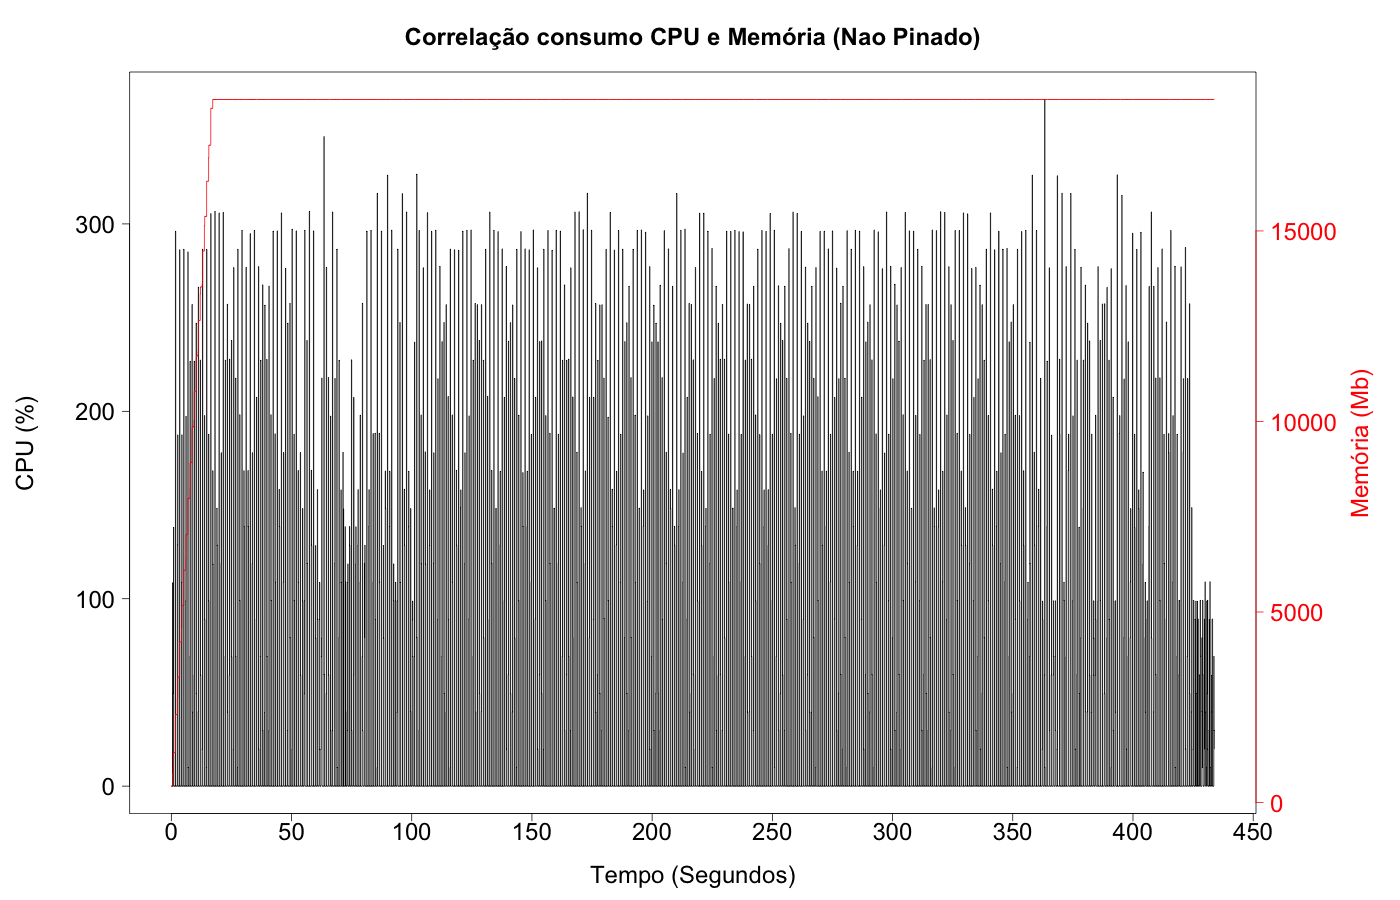 Correlação consumo CPU e Memória (Nao Pinado)
CPU (%)
300
200
100
0
15000
10000
5000
0
Memória (Mb)
0 50 100 150 200 250 300 350 400 450
Tempo (Segundos)